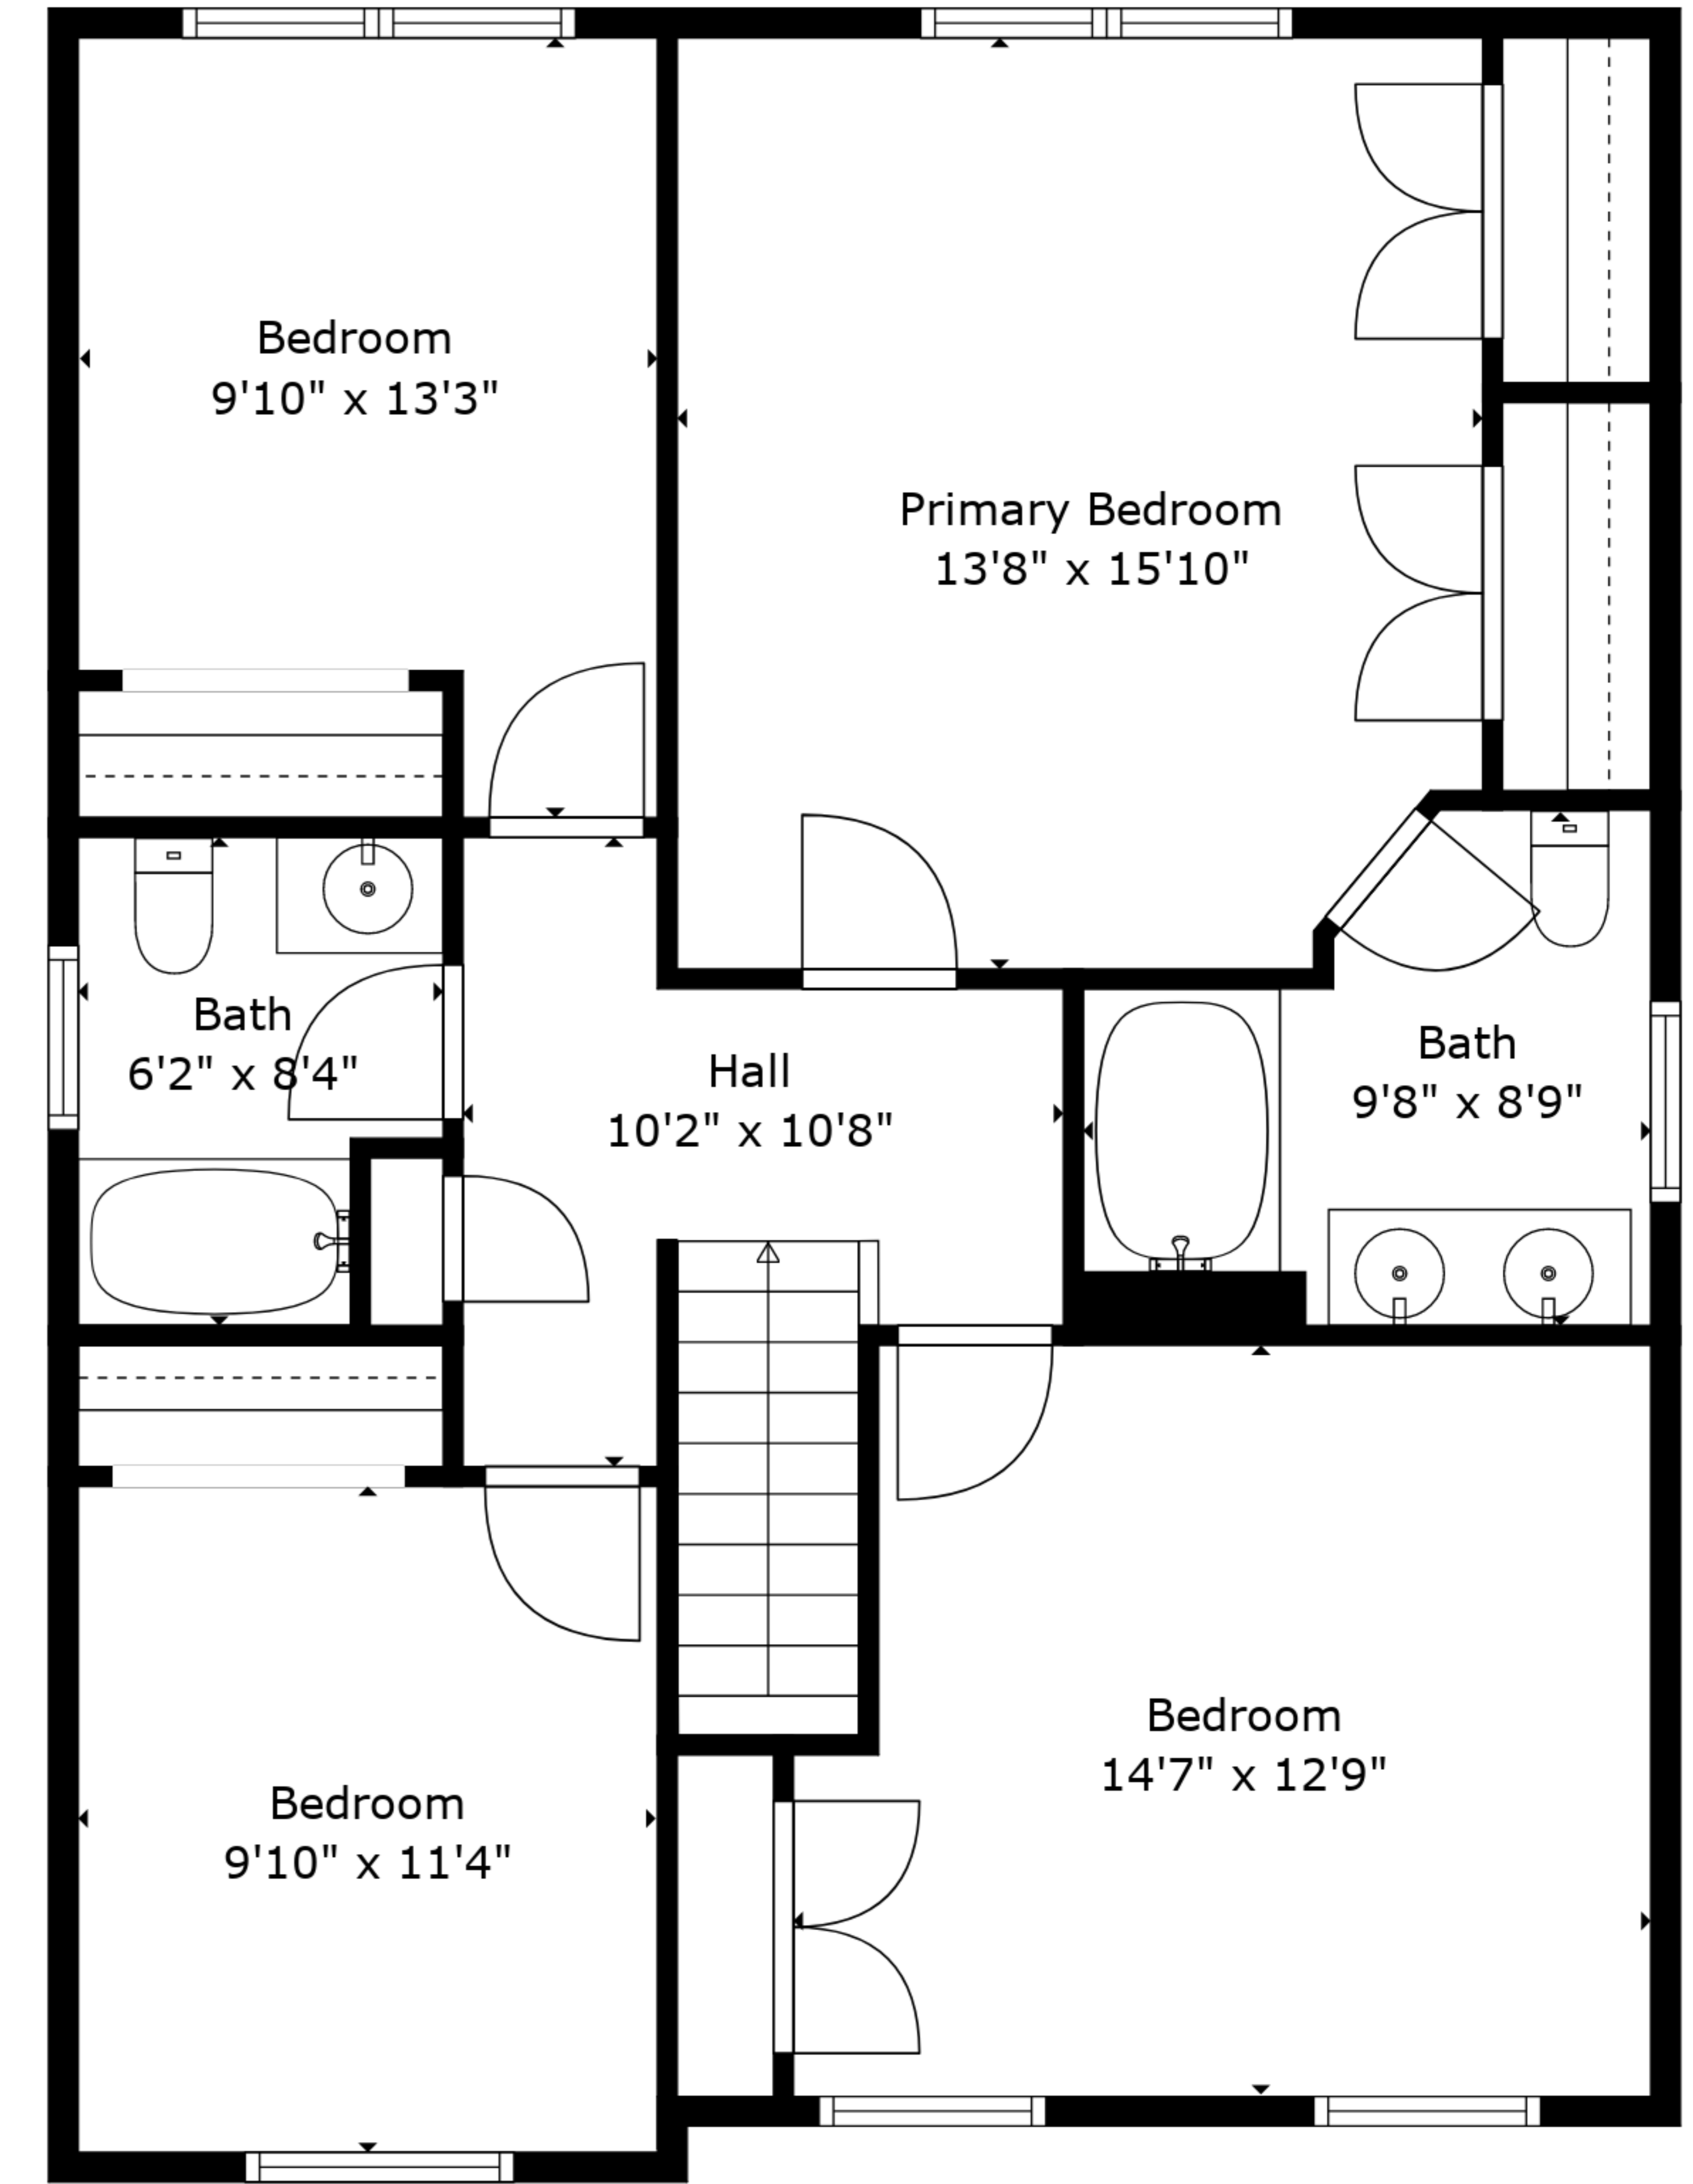 Bedroom
9'10" x 13'3"
Primary Bedroom
13'8" x 15'10"
Bath
6'2" x 8'4"
Hall
10'2" x 10'8"
Bath
9'8" x 8'9"
Bedroom
14'7" x 12'9"
Bedroom
9'10" x 11'4"